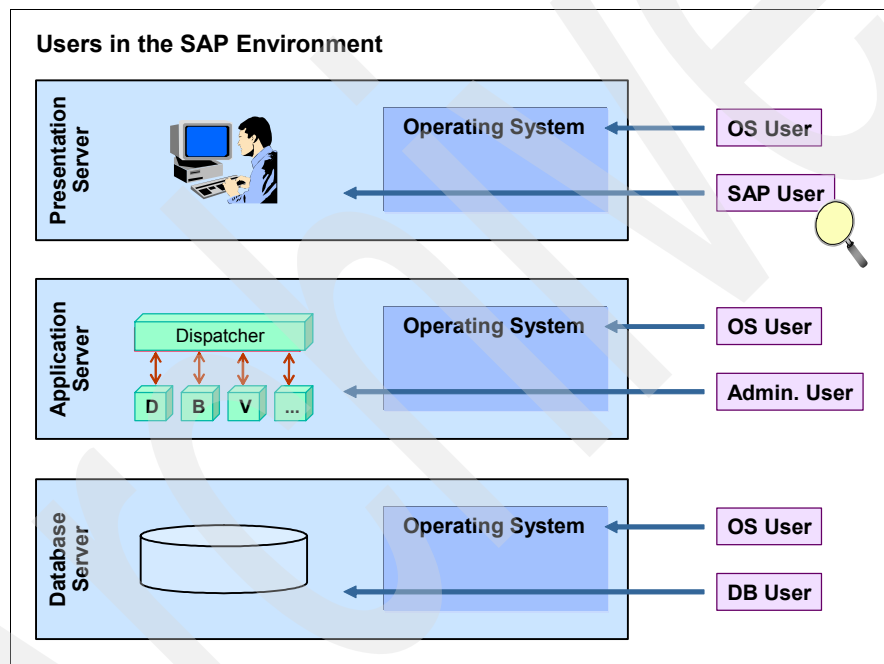 Users in the SAP Environment
Presentation
Server
Operating System
OS User
SAP User
Application
Server
Dispatcher
D B V ...
Operating System
OS User
Admin. User
Database
Server
Operating System
OS User
DB User